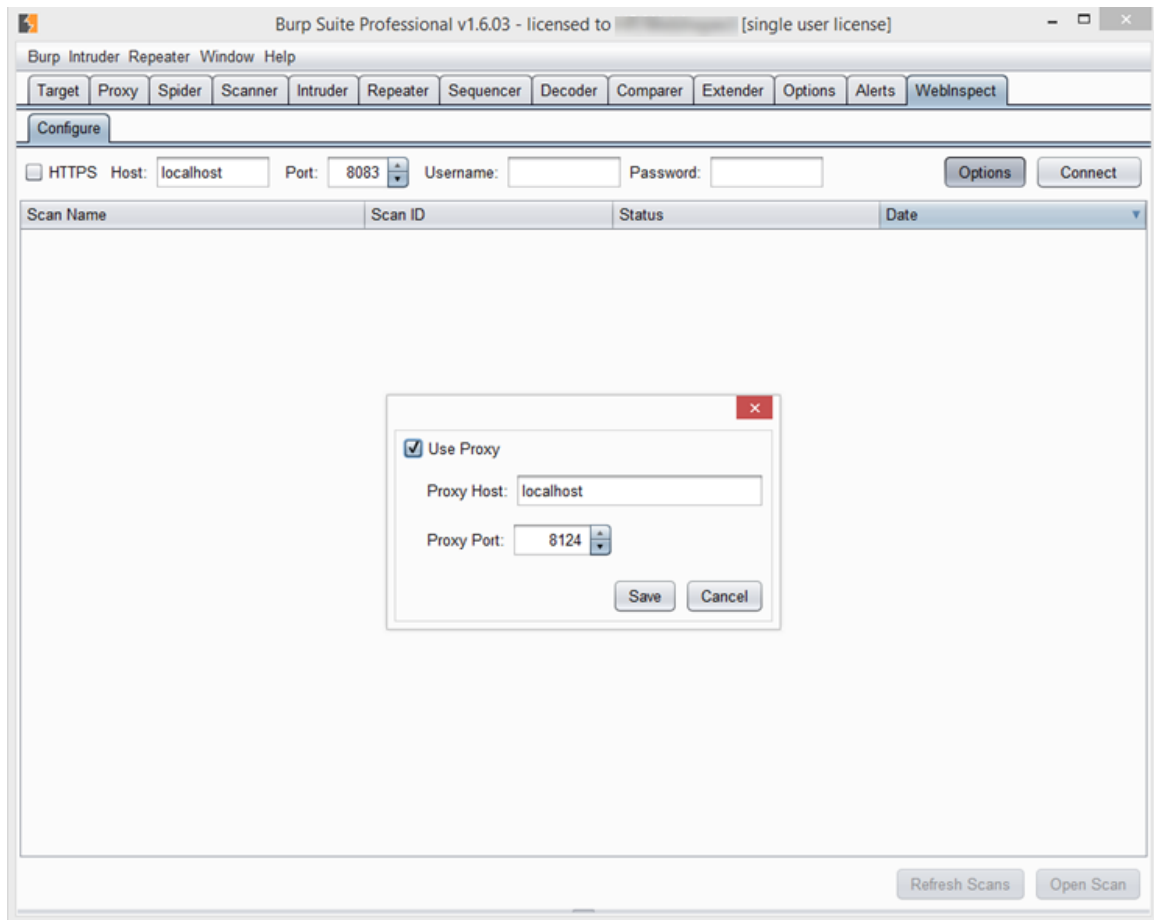 Burp Suite Professional v1.6.03 - licensed to [single user license]
Burp Intruder Repeater Window Help
Target Proxy Spider Scanner Intruder Repeater Sequencer Decoder Comparer Extender Options Alerts WebInspect
Configure
HTTPS Host: localhost Port: 8083 Username: Password: Options Connect
Scan Name Scan ID Status Date
Use Proxy
Proxy Host: localhost
Proxy Port: 8124
Save Cancel
Refresh Scans Open Scan